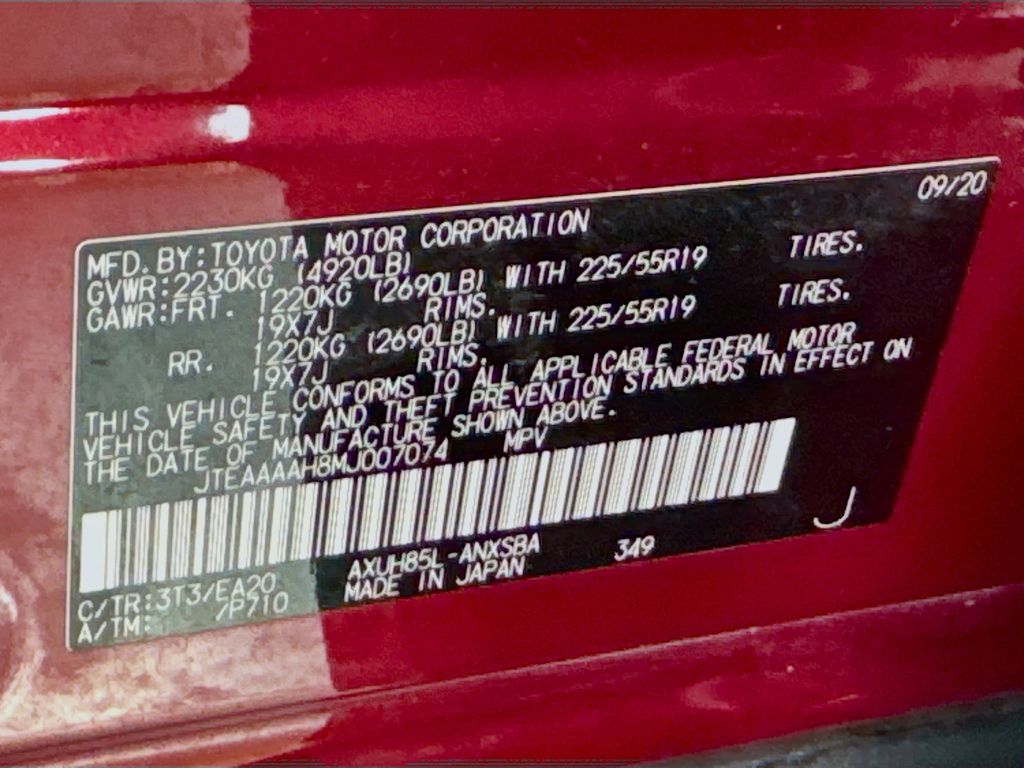 09/20
MFD. BY: TOYOTA MOTOR CORPORATION
GVWR: 2230KG (4920LB)
GAWR: FRT. 1220KG (2690LB) WITH 225/55R19 TIRES.
19X7J RIMS.
RR. 1220KG (2690LB) WITH 225/55R19 TIRES.
19X7J RIMS.
THIS VEHICLE CONFORMS TO ALL APPLICABLE FEDERAL MOTOR
VEHICLE SAFETY AND THEFT PREVENTION STANDARDS IN EFFECT ON
THE DATE OF MANUFACTURE SHOWN ABOVE.
JTEAAAAH8MJ007074 MPV
J
AXUH85L-ANXSBA 349
MADE IN JAPAN
C/TR: 3T3/EA20
A/TM: /P710